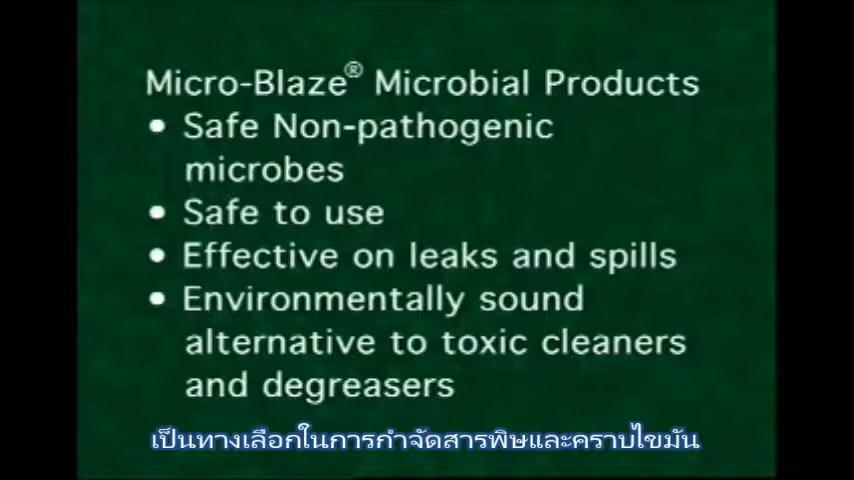 Micro-Blaze® Microbial Products
• Safe Non-pathogenic
microbes
• Safe to use
• Effective on leaks and spills
• Environmentally sound
alternative to toxic cleaners
and degreasers
เป็นทางเลือกในการกำจัดสารพิษและคราบไขมัน